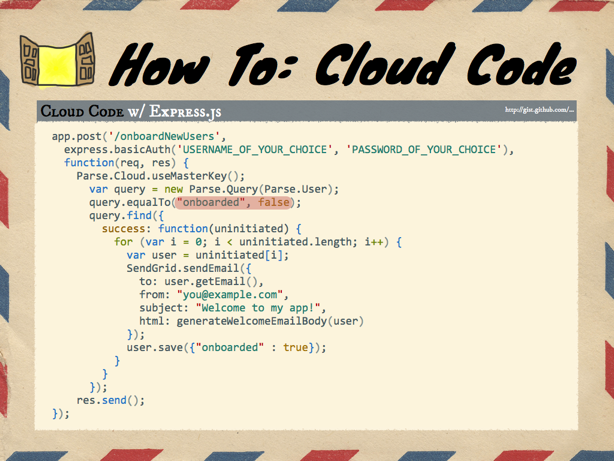 How To: Cloud Code
Cloud Code w/ Express.js
http://gist.github.com/...
app.post('/onboardNewUsers',
express.basicAuth('USERNAME_OF_YOUR_CHOICE', 'PASSWORD_OF_YOUR_CHOICE'),
function(req, res) {
Parse.Cloud.useMasterKey();
var query = new Parse.Query(Parse.User);
query.equalTo("onboarded", false);
query.find({
success: function(uninitiated) {
for (var i = 0; i < uninitiated.length; i++) {
var user = uninitiated[i];
SendGrid.sendEmail({
to: user.getEmail(),
from: "you@example.com",
subject: "Welcome to my app!",
html: generateWelcomeEmailBody(user)
});
user.save({"onboarded" : true});
}
}
});
res.send();
});